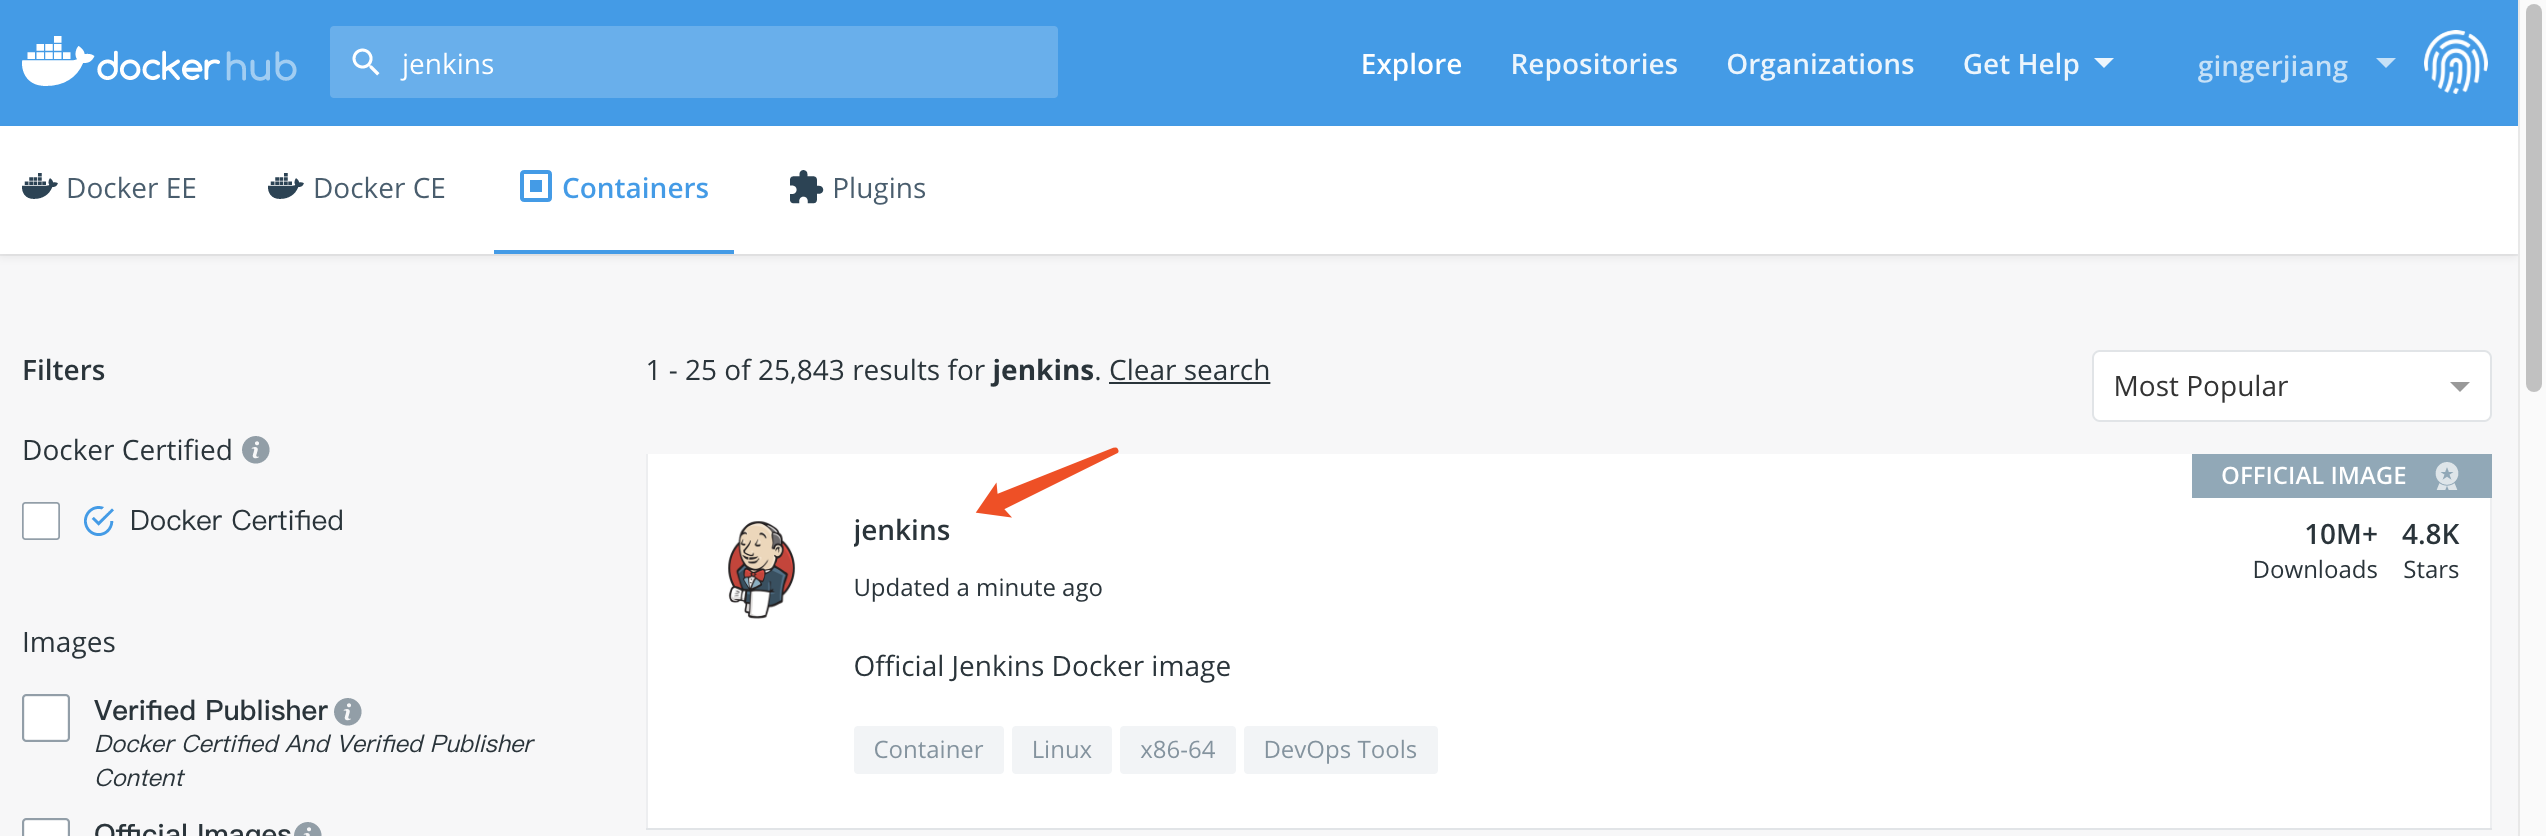 docker hub
jenkins
Explore
Repositories
Organizations
Get Help
gingerjiang
Docker EE
Docker CE
Containers
Plugins
Filters
1 - 25 of 25,843 results for jenkins. Clear search
Most Popular
Docker Certified
Docker Certified
Images
Verified Publisher
Docker Certified And Verified Publisher
Content
Official Images
OFFICIAL IMAGE
jenkins
10M+
Downloads
4.8K
Stars
Updated a minute ago
Official Jenkins Docker image
Container
Linux
x86-64
DevOps Tools